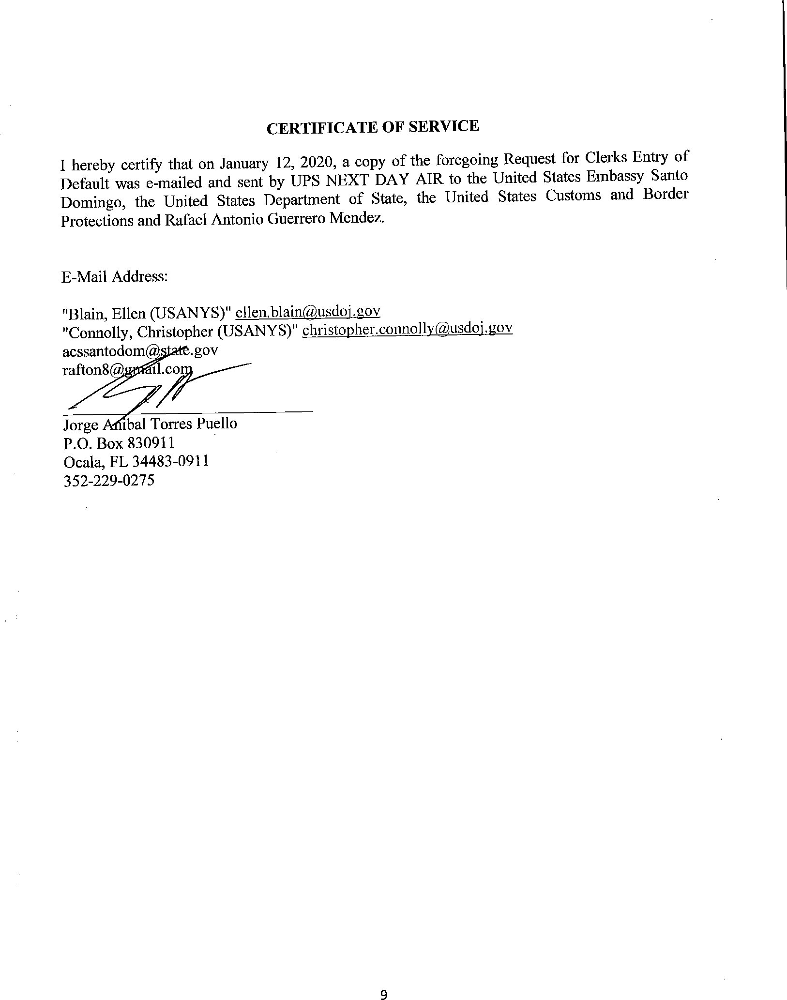 CERTIFICATE OF SERVICE
I hereby certify that on January 12, 2020, a copy of the foregoing Request for Clerks Entry of
Default was e-mailed and sent by UPS NEXT DAY AIR to the United States Embassy Santo
Domingo, the United States Department of State, the United States Customs and Border
Protections and Rafael Antonio Guerrero Mendez.
E-Mail Address:
"Blain, Ellen (USANYS)" ellen.blain@usdoj.gov
"Connolly, Christopher (USANYS)" christopher.connolly@usdoj.gov
acssantodom@state.gov
rafton8@gmail.com
Jorge Anibal Torres Puello
P.O. Box 830911
Ocala, FL 34483-0911
352-229-0275
9